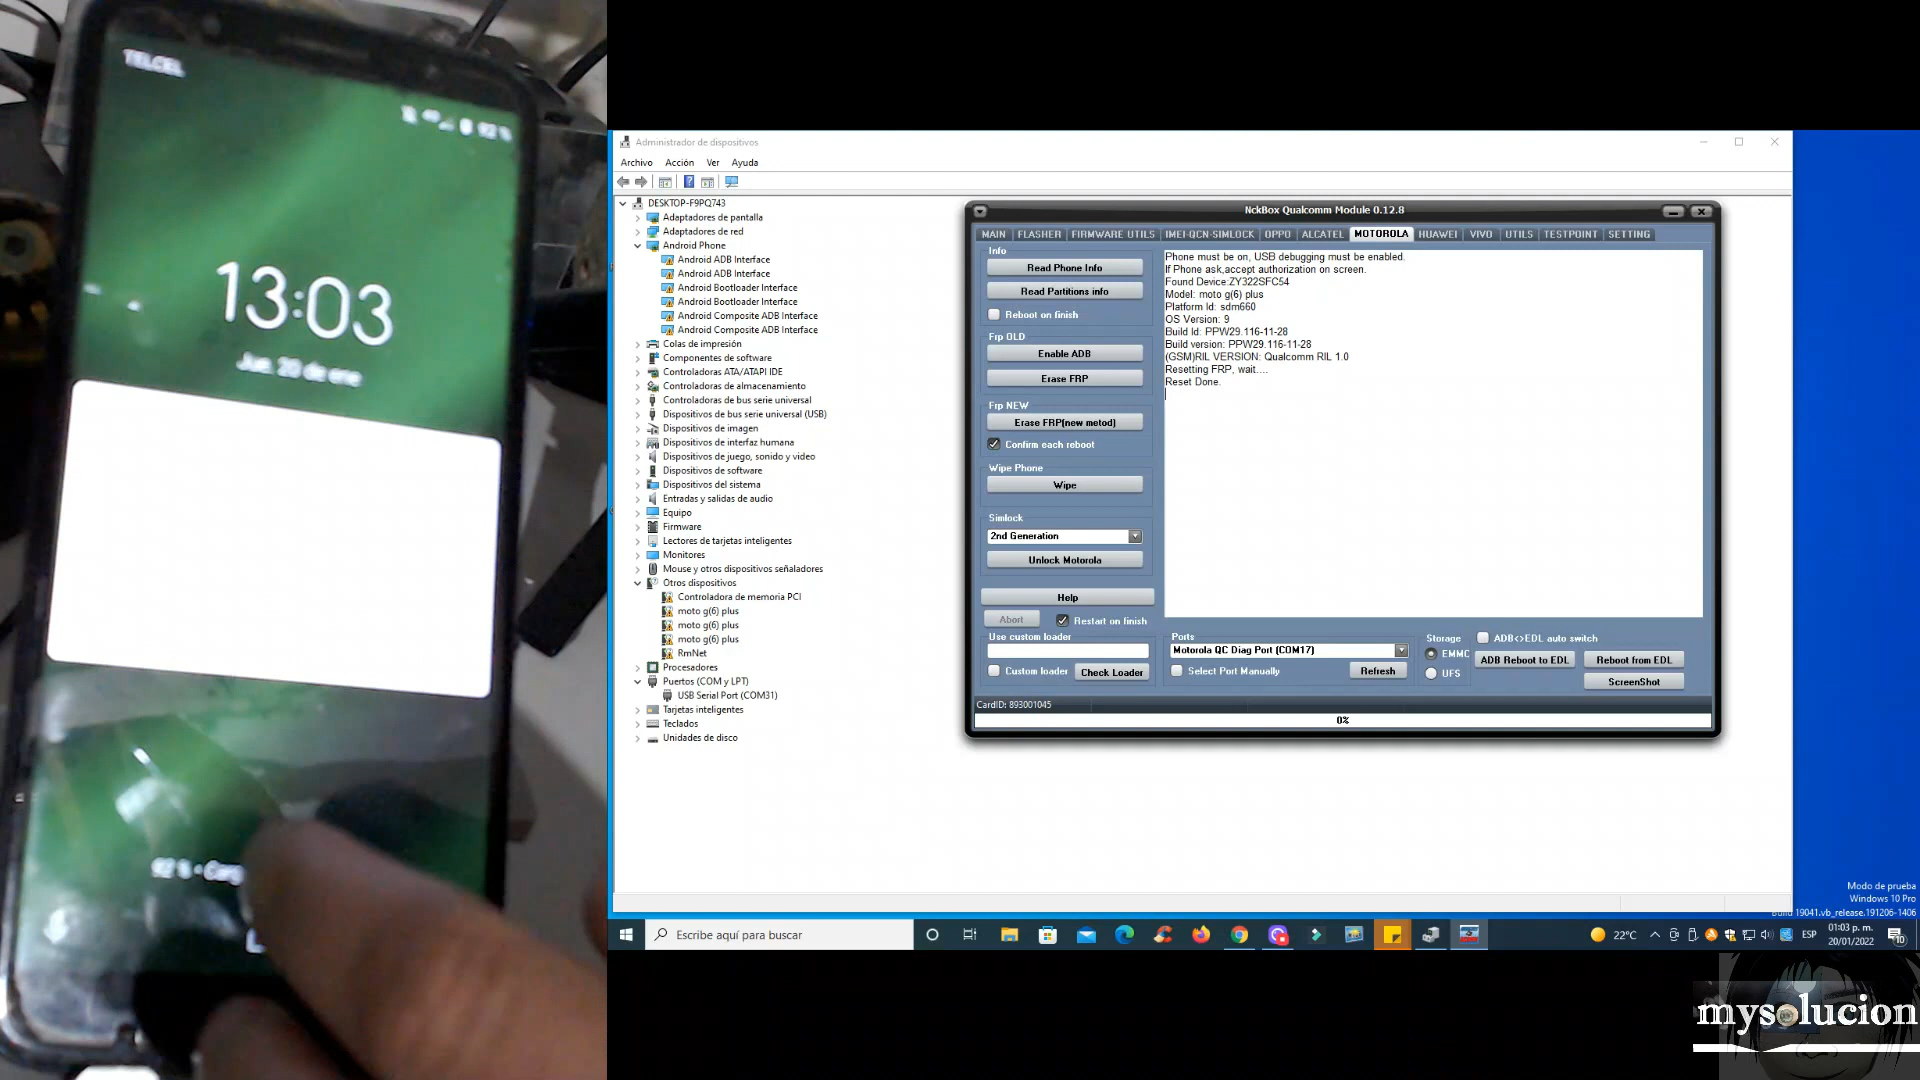 TELCEL
92 %
13:03
Jue. 20 de ene
92 % • Carg
Administrador de dispositivos
Archivo Acción Ver Ayuda
DESKTOP-F9PQ743
Adaptadores de pantalla
Adaptadores de red
Android Phone
Android ADB Interface
Android ADB Interface
Android Bootloader Interface
Android Bootloader Interface
Android Composite ADB Interface
Android Composite ADB Interface
Colas de impresión
Componentes de software
Controladoras ATA/ATAPI IDE
Controladoras de almacenamiento
Controladoras de bus serie universal
Dispositivos de bus serie universal (USB)
Dispositivos de imagen
Dispositivos de interfaz humana
Dispositivos de juego, sonido y video
Dispositivos de software
Dispositivos del sistema
Entradas y salidas de audio
Equipo
Firmware
Lectores de tarjetas inteligentes
Monitores
Mouse y otros dispositivos señaladores
Otros dispositivos
Controladora de memoria PCI
moto g(6) plus
moto g(6) plus
moto g(6) plus
RmNet
Procesadores
Puertos (COM y LPT)
USB Serial Port (COM31)
Tarjetas inteligentes
Teclados
Unidades de disco
NckBox Qualcomm Module 0.12.8
MAIN FLASHER FIRMWARE UTILS IMEI-QCN-SIMLOCK OPPO ALCATEL MOTOROLA HUAWEI VIVO UTILS TESTPOINT SETTING
Info
Read Phone Info
Read Partitions info
Reboot on finish
Frp OLD
Enable ADB
Erase FRP
Frp NEW
Erase FRP(new metod)
Confirm each reboot
Wipe Phone
Wipe
Simlock
2nd Generation
Unlock Motorola
Help
Abort Restart on finish
Use custom loader
Custom loader Check Loader
Phone must be on, USB debugging must be enabled.
If Phone ask,accept authorization on screen.
Found Device:ZY322SFC54
Model: moto g(6) plus
Platform Id: sdm660
OS Version: 9
Build Id: PPW29.116-11-28
Build version: PPW29.116-11-28
(GSM)RIL VERSION: Qualcomm RIL 1.0
Resetting FRP, wait....
Reset Done.
Ports
Motorola QC Diag Port (COM17)
Select Port Manually Refresh
Storage
EMMC
UFS
ADB<>EDL auto switch
ADB Reboot to EDL Reboot from EDL
ScreenShot
CardID: 893001045
0%
Modo de prueba
Windows 10 Pro
Build 19041.vb_release.191206-1406
Escribe aquí para buscar
22°C
ESP
01:03 p. m.
20/01/2022
10
mysolucion